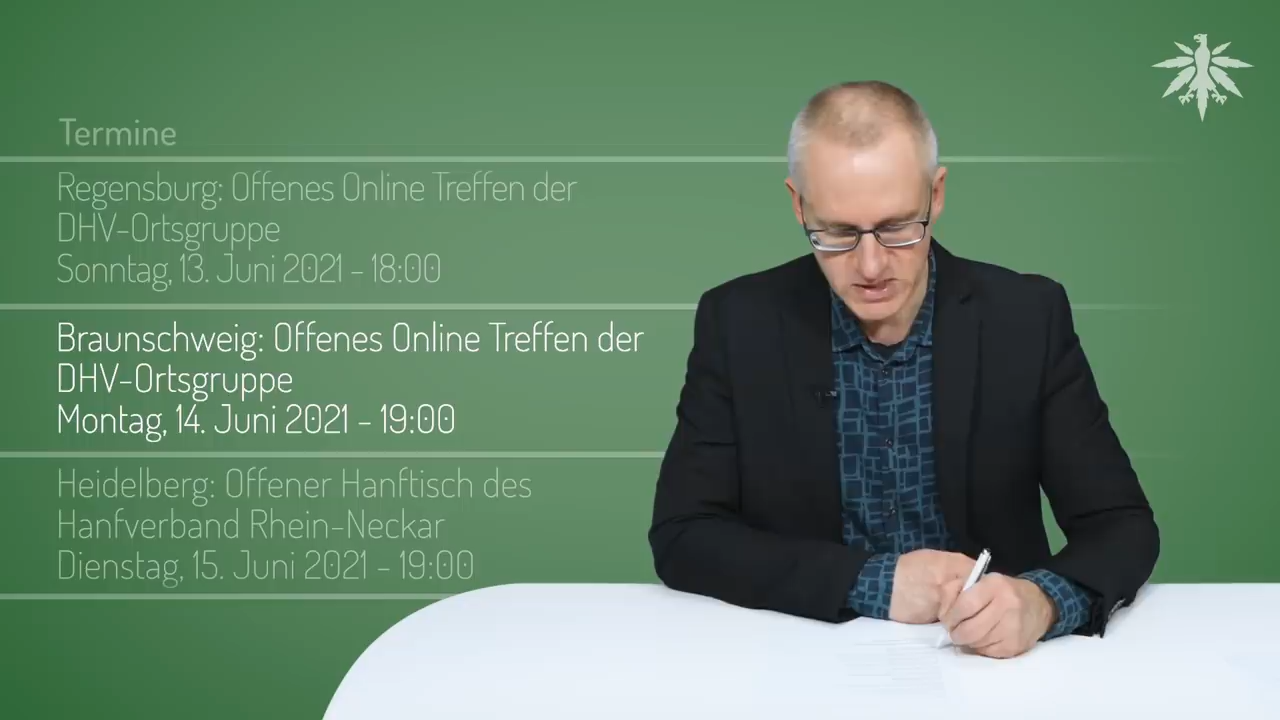 Termine
Regensburg: Offenes Online Treffen der
DHV-Ortsgruppe
Sonntag, 13. Juni 2021 - 18:00
Braunschweig: Offenes Online Treffen der
DHV-Ortsgruppe
Montag, 14. Juni 2021 - 19:00
Heidelberg: Offener Hanftisch des
Hanfverband Rhein-Neckar
Dienstag, 15. Juni 2021 - 19:00